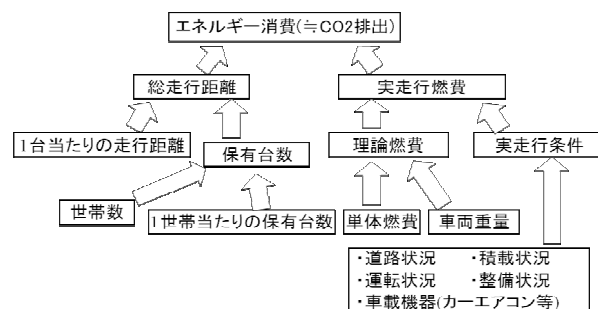 エネルギー消費(≒CO2排出)
総走行距離
実走行燃費
1台当たりの走行距離
保有台数
理論燃費
実走行条件
世帯数
1世帯当たりの保有台数
単体燃費
車両重量
・道路状況　・積載状況
・運転状況　・整備状況
・車載機器(カーエアコン等)